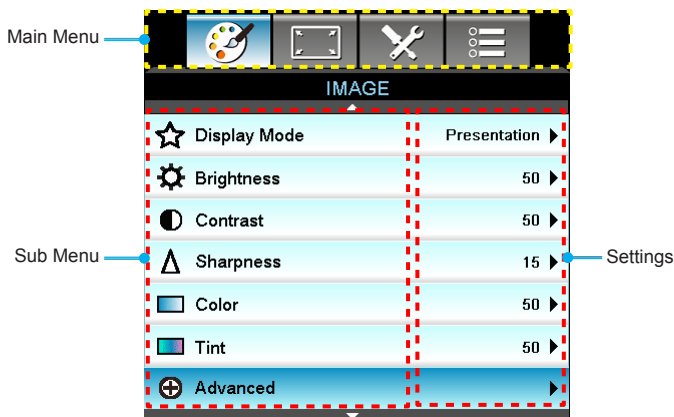 Main Menu
IMAGE
Display Mode Presentation
Brightness 50
Contrast 50
Sub Menu
Sharpness 15
Settings
Color 50
Tint 50
Advanced